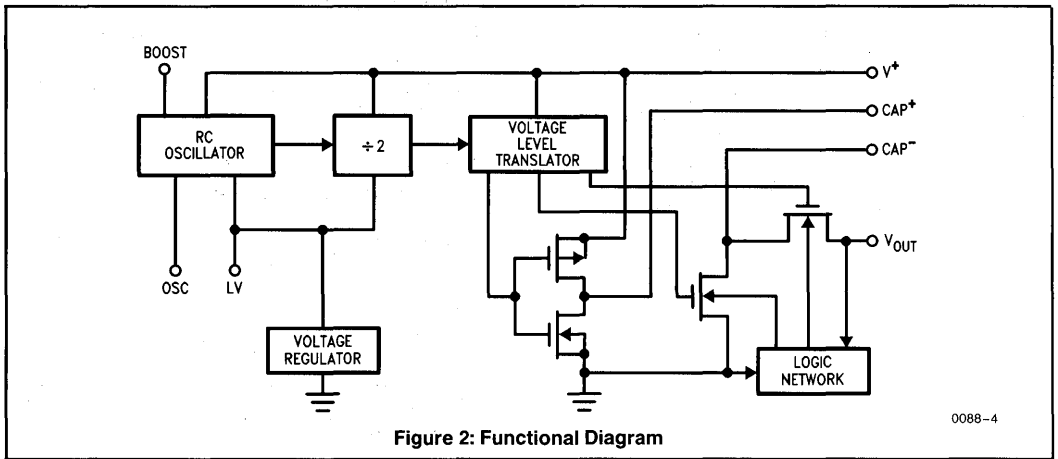 BOOST
V+
CAP+
RC
OSCILLATOR
÷2
VOLTAGE
LEVEL
TRANSLATOR
CAP-
VOUT
OSC
LV
VOLTAGE
REGULATOR
LOGIC
NETWORK
0088-4
Figure 2: Functional Diagram